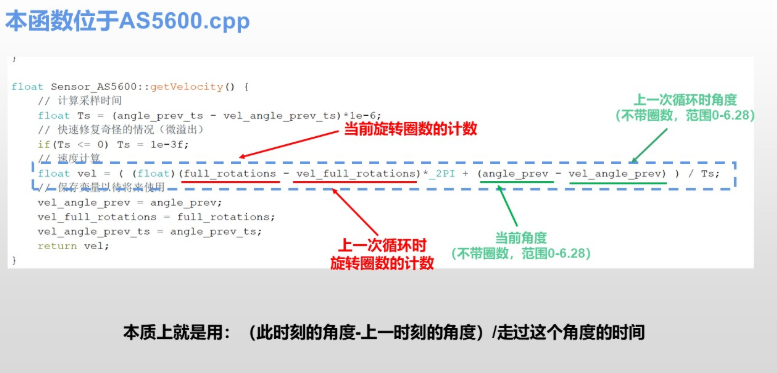 本函数位于AS5600.cpp
}
float Sensor_AS5600::getVelocity() {
// 计算采样时间
float Ts = (angle_prev_ts - vel_angle_prev_ts)*1e-6;
// 快速修复奇怪的情况（微溢出）
if(Ts <= 0) Ts = 1e-3f;
// 速度计算
float vel = ( (float)(full_rotations - vel_full_rotations)*_2PI + (angle_prev - vel_angle_prev) ) / Ts;
// 保存变量以待将来使用
vel_angle_prev = angle_prev;
vel_full_rotations = full_rotations;
vel_angle_prev_ts = angle_prev_ts;
return vel;
}
当前旋转圈数的计数
上一次循环时角度
（不带圈数，范围0-6.28）
上一次循环时
旋转圈数的计数
当前角度
（不带圈数，范围0-6.28）
本质上就是用：（此时刻的角度-上一时刻的角度）/走过这个角度的时间